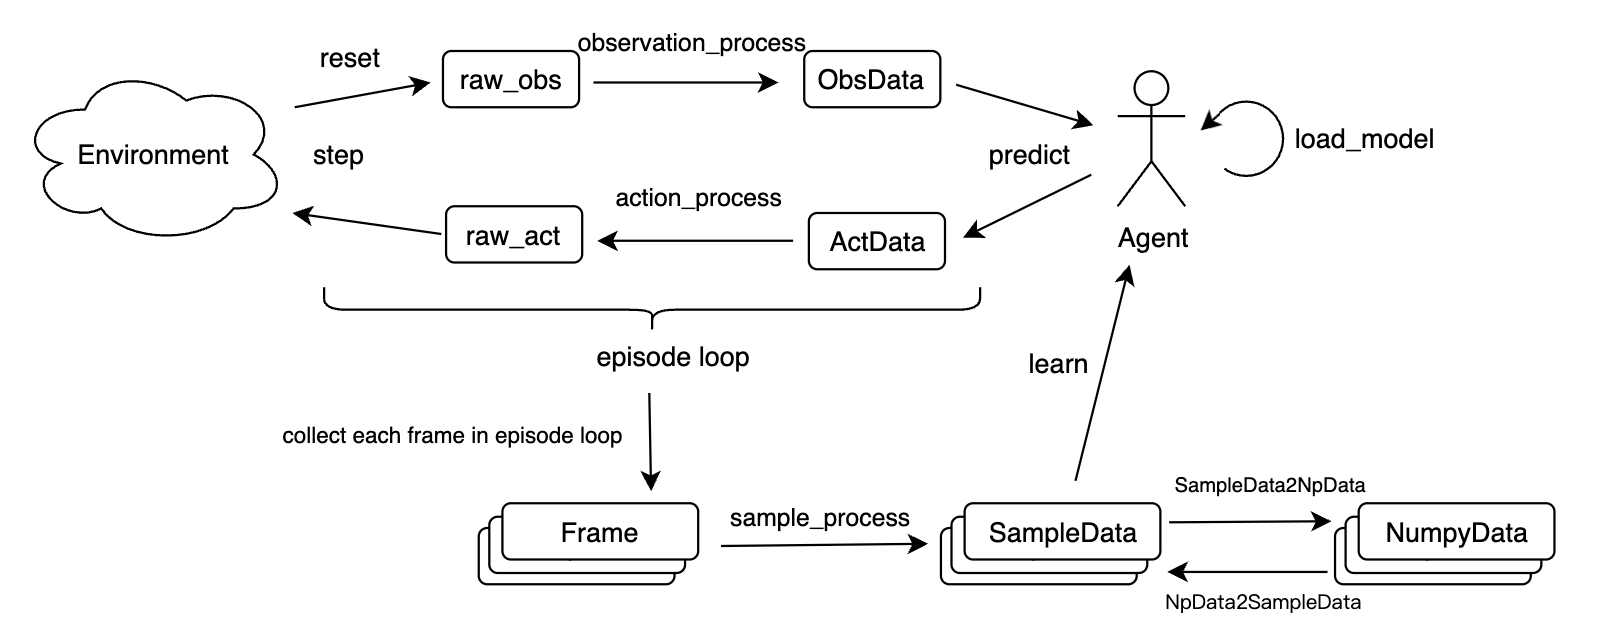 reset
observation_process
raw_obs
ObsData
Environment
step
predict
load_model
action_process
raw_act
ActData
Agent
episode loop
learn
collect each frame in episode loop
Frame
sample_process
SampleData
SampleData2NpData
NumpyData
NpData2SampleData